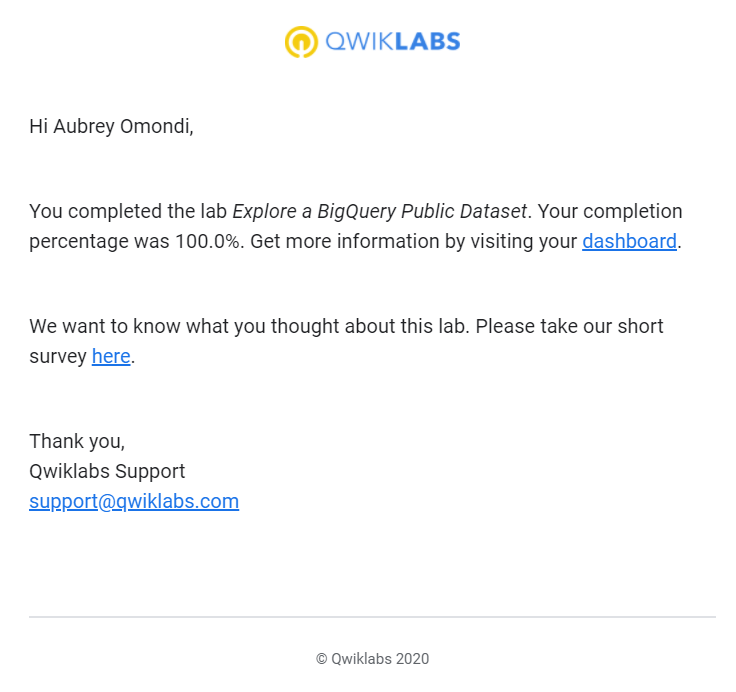 QWIKLABS
Hi Aubrey Omondi,
You completed the lab Explore a BigQuery Public Dataset. Your completion
percentage was 100.0%. Get more information by visiting your dashboard.
We want to know what you thought about this lab. Please take our short
survey here.
Thank you,
Qwiklabs Support
support@qwiklabs.com
© Qwiklabs 2020